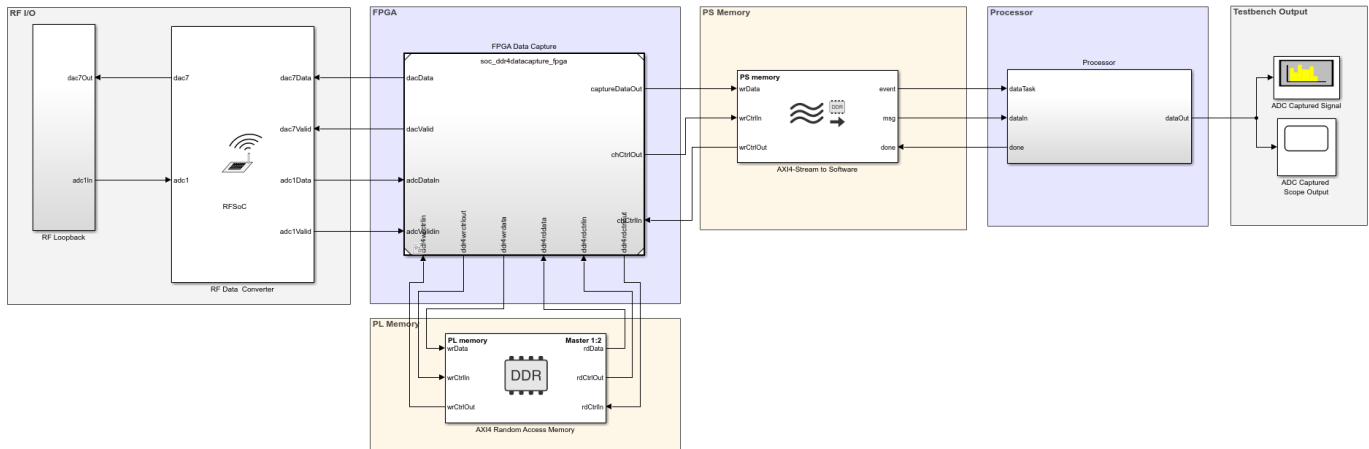 RF I/O
dac7Out
adc1In
RF Loopback
dac7
adc1
RFSoC
dac7Data
dac7Valid
adc1Data
adc1Valid
RF Data Converter
FPGA
FPGA Data Capture
soc_ddr4datacapture_fpga
dacData
dacValid
adcDataIn
adcValidIn
captureDataOut
chCtrlOut
chCtrlIn
ddr4wrctrlin
ddr4wrctrlout
ddr4wrdata
ddr4rddata
ddr4rdctrlin
ddr4rdctrlout
PL Memory
PL memory
Master 1:2
wrData
wrCtrlIn
wrCtrlOut
DDR
rdData
rdCtrlOut
rdCtrlIn
AXI4 Random Access Memory
PS Memory
PS memory
wrData
wrCtrlIn
wrCtrlOut
DDR
event
msg
done
AXI4-Stream to Software
Processor
Processor
dataTask
dataIn
done
dataOut
Testbench Output
ADC Captured Signal
ADC Captured
Scope Output